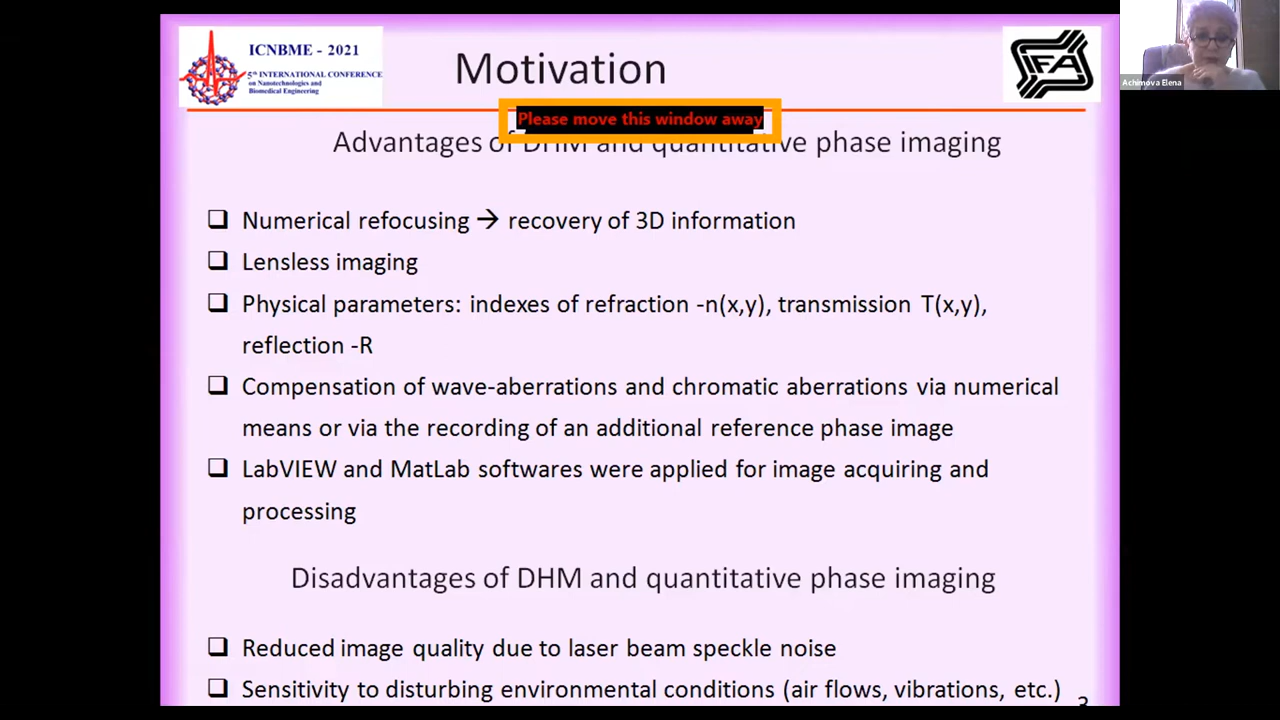 ICNBME - 2021
5th INTERNATIONAL CONFERENCE
on Nanotechnologies and
Biomedical Engineering
Motivation
IFA
Achimova Elena
Please move this window away
Advantages of DHM and quantitative phase imaging
❑ Numerical refocusing → recovery of 3D information
❑ Lensless imaging
❑ Physical parameters: indexes of refraction -n(x,y), transmission T(x,y),
reflection -R
❑ Compensation of wave-aberrations and chromatic aberrations via numerical
means or via the recording of an additional reference phase image
❑ LabVIEW and MatLab softwares were applied for image acquiring and
processing
Disadvantages of DHM and quantitative phase imaging
❑ Reduced image quality due to laser beam speckle noise
❑ Sensitivity to disturbing environmental conditions (air flows, vibrations, etc.)
3